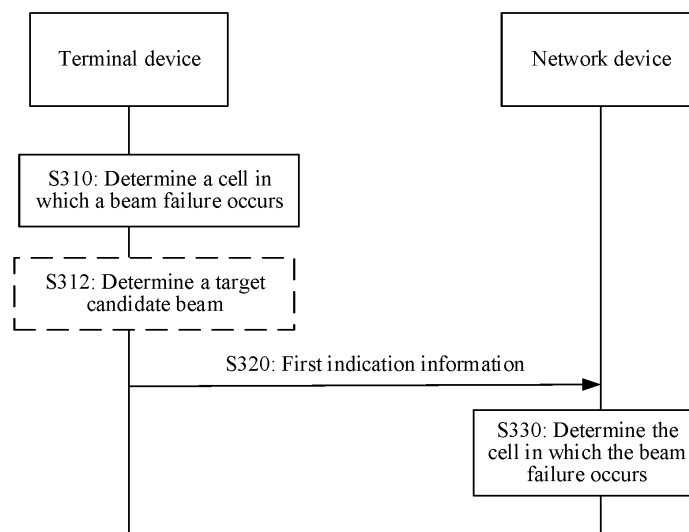 Terminal device
Network device
S310: Determine a cell in
which a beam failure occurs
S312: Determine a target
candidate beam
S320: First indication information
S330: Determine the
cell in which the beam
failure occurs